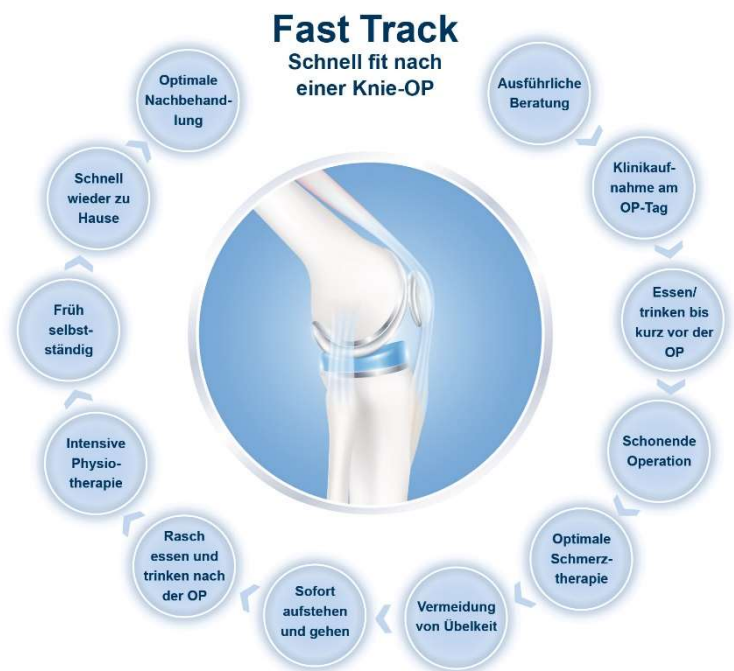 Fast Track
Schnell fit nach
einer Knie-OP
Ausführliche
Beratung
Klinikauf-
nahme am
OP-Tag
Essen/
trinken bis
kurz vor der
OP
Schonende
Operation
Optimale
Schmerz-
therapie
Vermeidung
von Übelkeit
Sofort
aufstehen
und gehen
Rasch
essen und
trinken nach
der OP
Intensive
Physio-
therapie
Früh
selbst-
ständig
Schnell
wieder zu
Hause
Optimale
Nachbehand-
lung